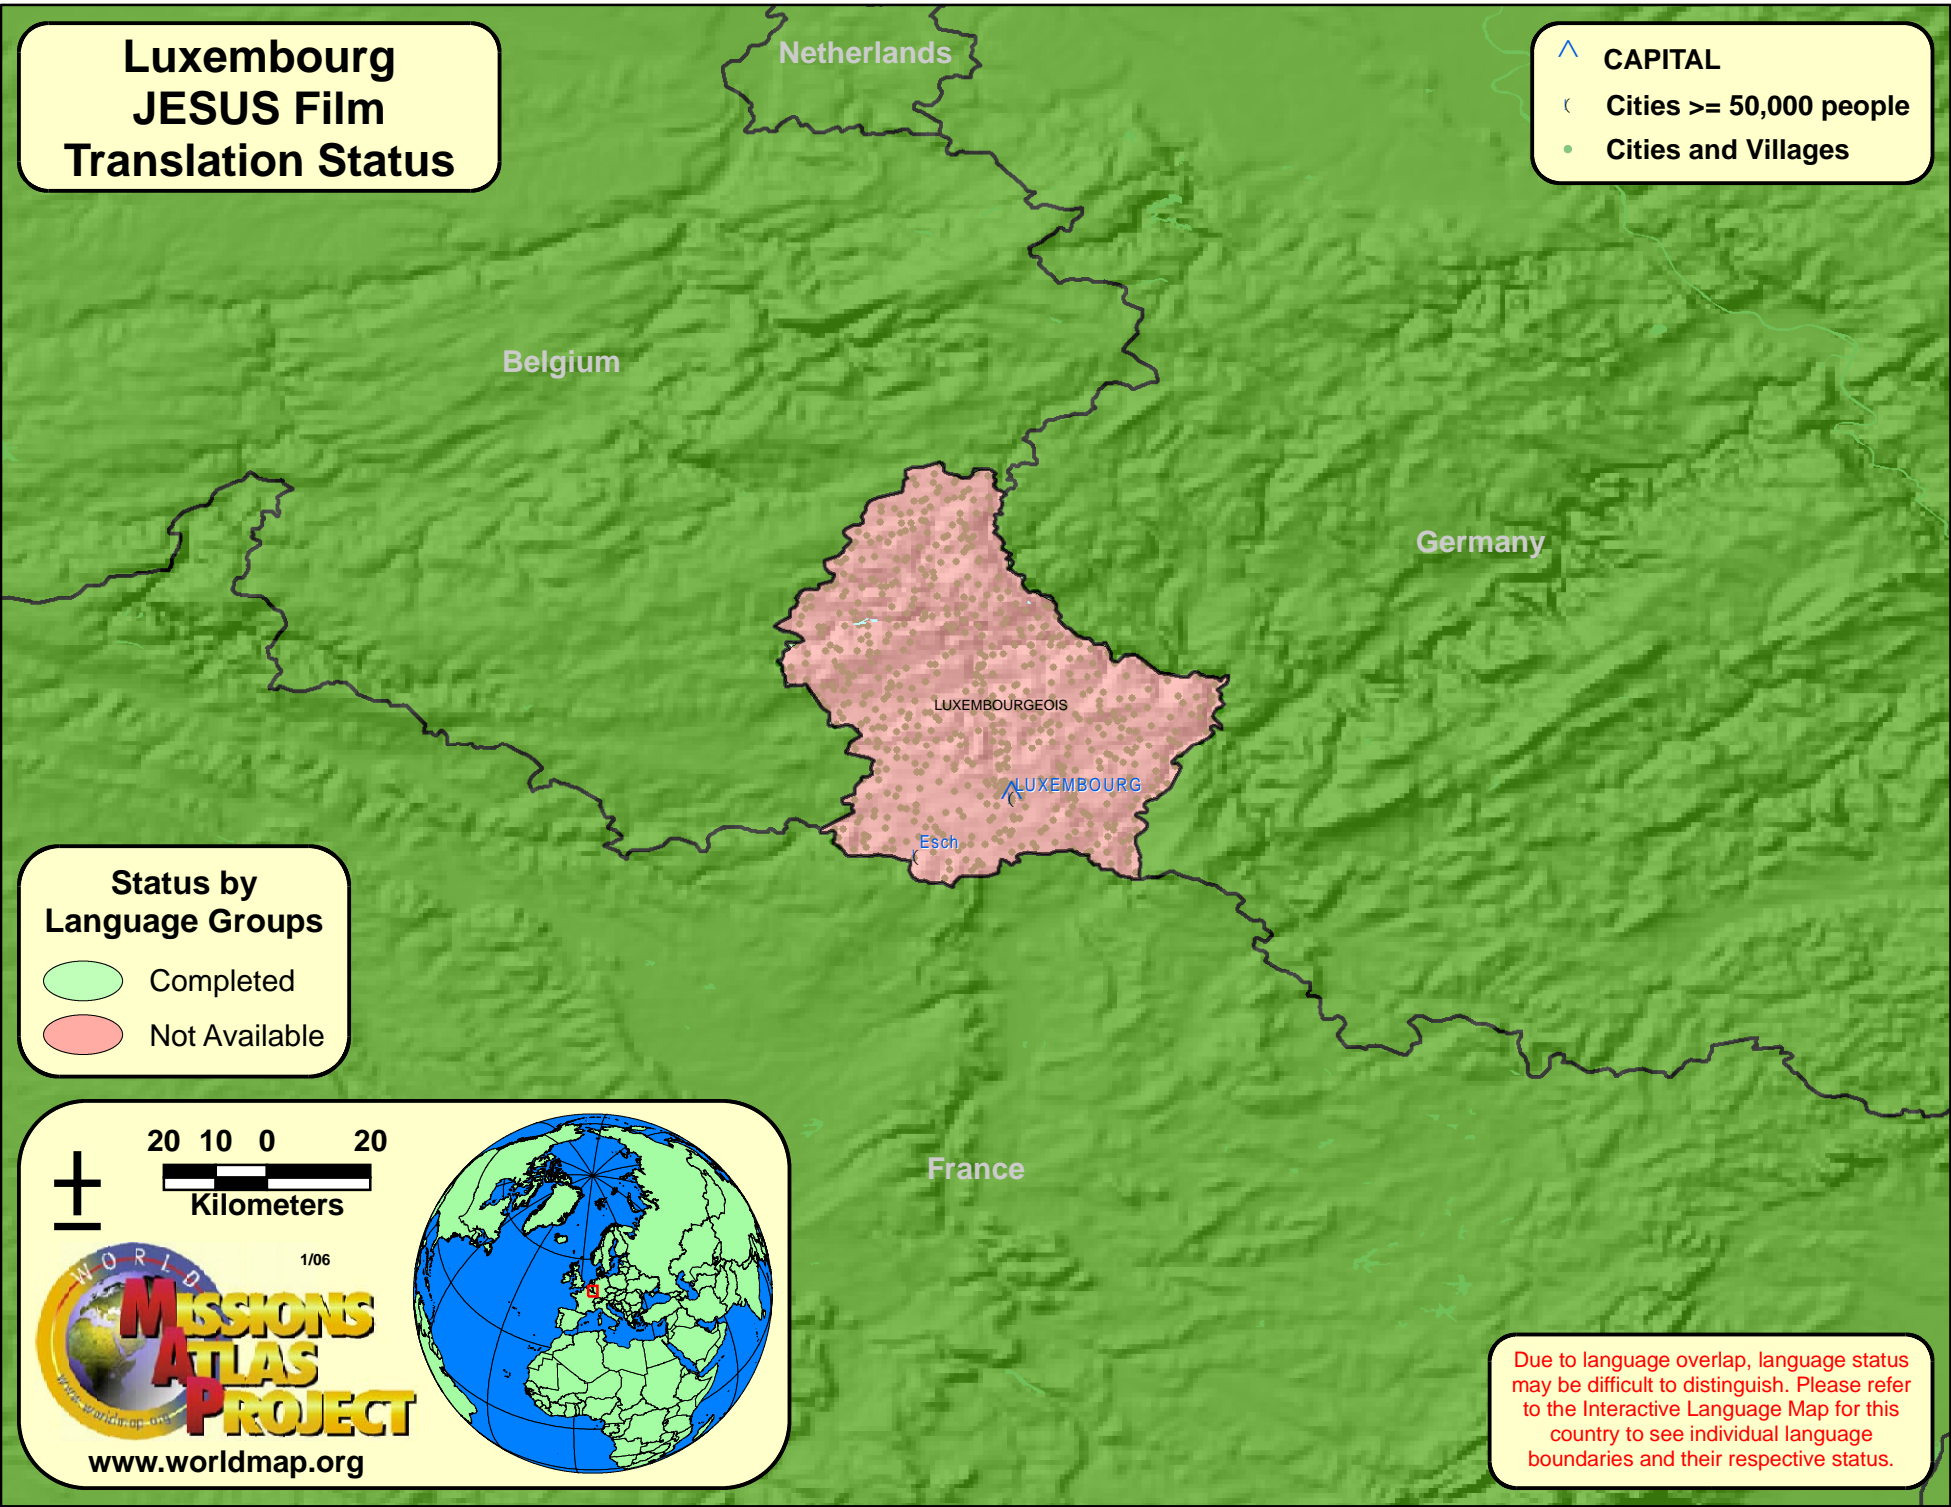 Luxembourg
JESUS Film
Translation Status
CAPITAL
Cities >= 50,000 people
Cities and Villages
Netherlands
Belgium
Germany
LUXEMBOURGEOIS
LUXEMBOURG
Esch
France
Status by
Language Groups
Completed
Not Available
20 10 0 20
Kilometers
1/06
WORLD
MISSIONS
ATLAS
PROJECT
www.worldmap.org
www.worldmap.org
Due to language overlap, language status
may be difficult to distinguish. Please refer
to the Interactive Language Map for this
country to see individual language
boundaries and their respective status.